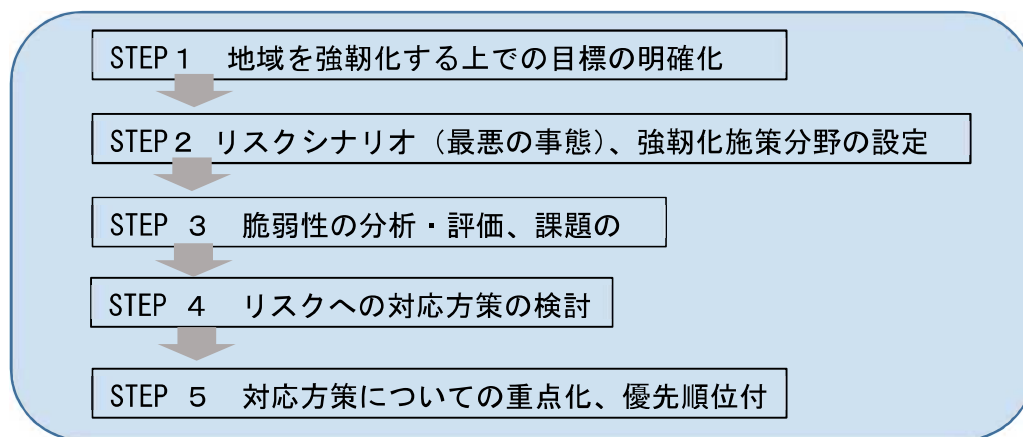 STEP１　地域を強靭化する上での目標の明確化
STEP２ リスクシナリオ（最悪の事態）、強靭化施策分野の設定
STEP ３　脆弱性の分析・評価、課題の
STEP ４　リスクへの対応方策の検討
STEP ５　対応方策についての重点化、優先順位付